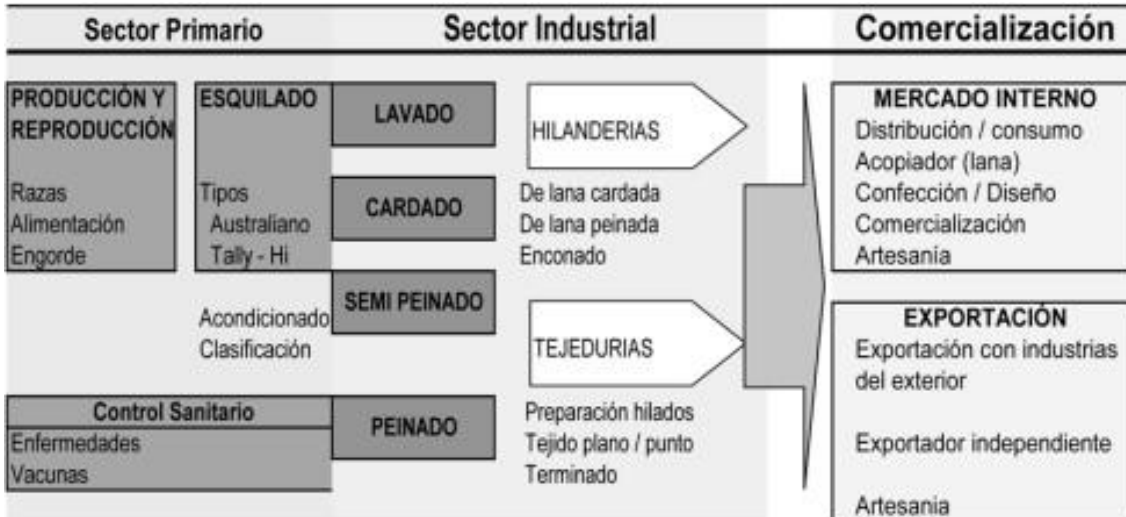 Sector Primario
Sector Industrial
Comercialización
PRODUCCIÓN Y
REPRODUCCIÓN
Razas
Alimentación
Engorde
ESQUILADO
Tipos
Australiano
Tally - Hi
Acondicionado
Clasificación
Control Sanitario
Enfermedades
Vacunas
LAVADO
CARDADO
SEMI PEINADO
PEINADO
HILANDERIAS
De lana cardada
De lana peinada
Enconado
TEJEDURIAS
Preparación hilados
Tejido plano / punto
Terminado
MERCADO INTERNO
Distribución / consumo
Acopiador (lana)
Confección / Diseño
Comercialización
Artesanía
EXPORTACIÓN
Exportación con industrias
del exterior
Exportador independiente
Artesania